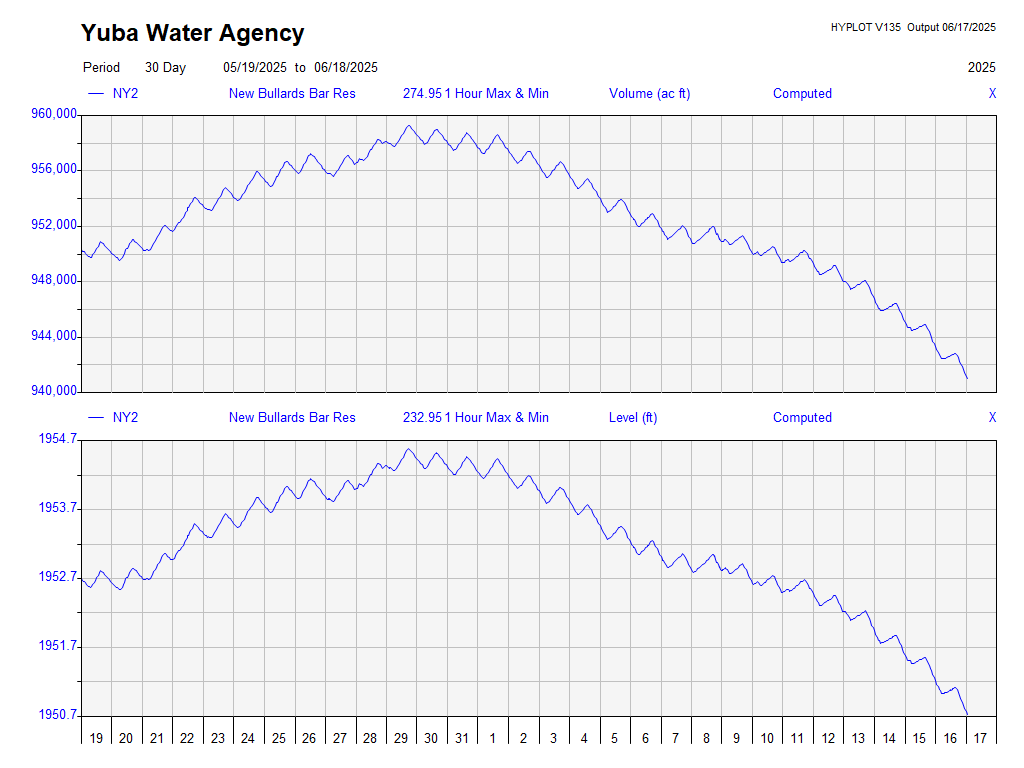 Yuba Water Agency
HYPLOT V135 Output 06/17/2025
Period 30 Day 05/19/2025 to 06/18/2025 2025
NY2 New Bullards Bar Res 274.95 1 Hour Max & Min Volume (ac ft) Computed X
960,000
956,000
952,000
948,000
944,000
940,000
NY2 New Bullards Bar Res 232.95 1 Hour Max & Min Level (ft) Computed X
1954.7
1953.7
1952.7
1951.7
1950.7
19 20 21 22 23 24 25 26 27 28 29 30 31 1 2 3 4 5 6 7 8 9 10 11 12 13 14 15 16 17